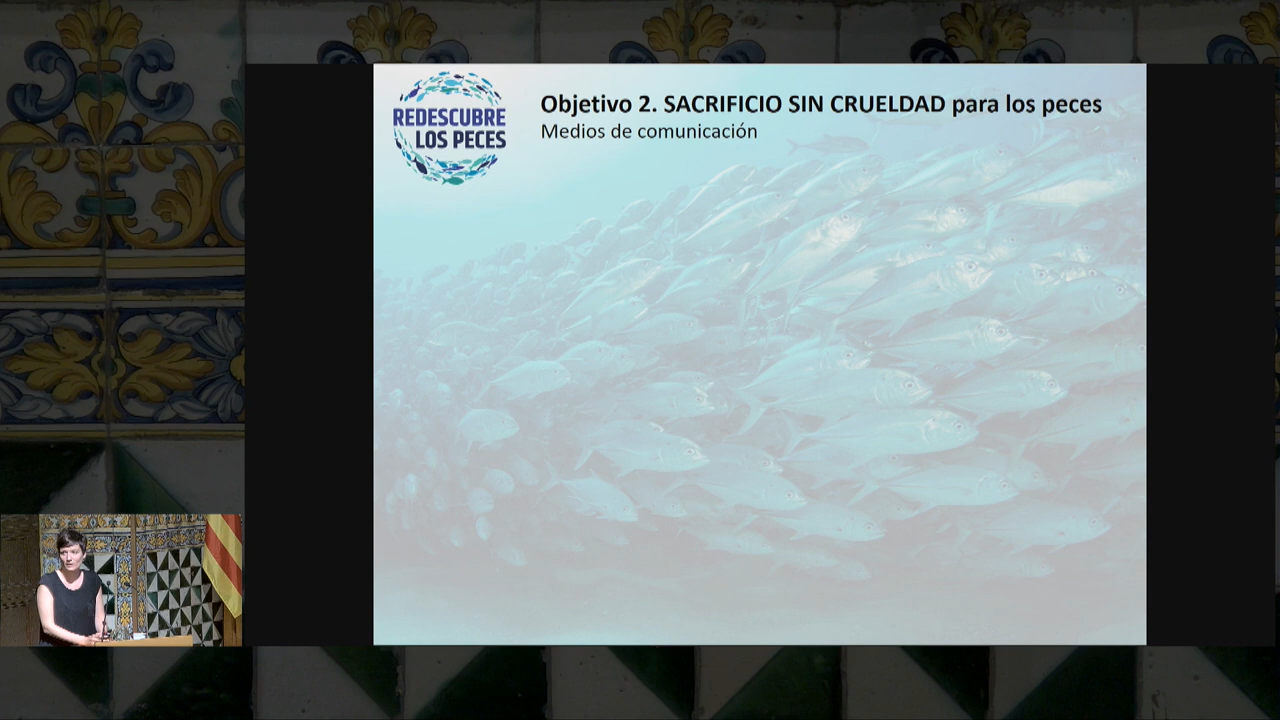 REDESCUBRE
LOS PECES
Objetivo 2. SACRIFICIO SIN CRUELDAD para los peces
Medios de comunicación